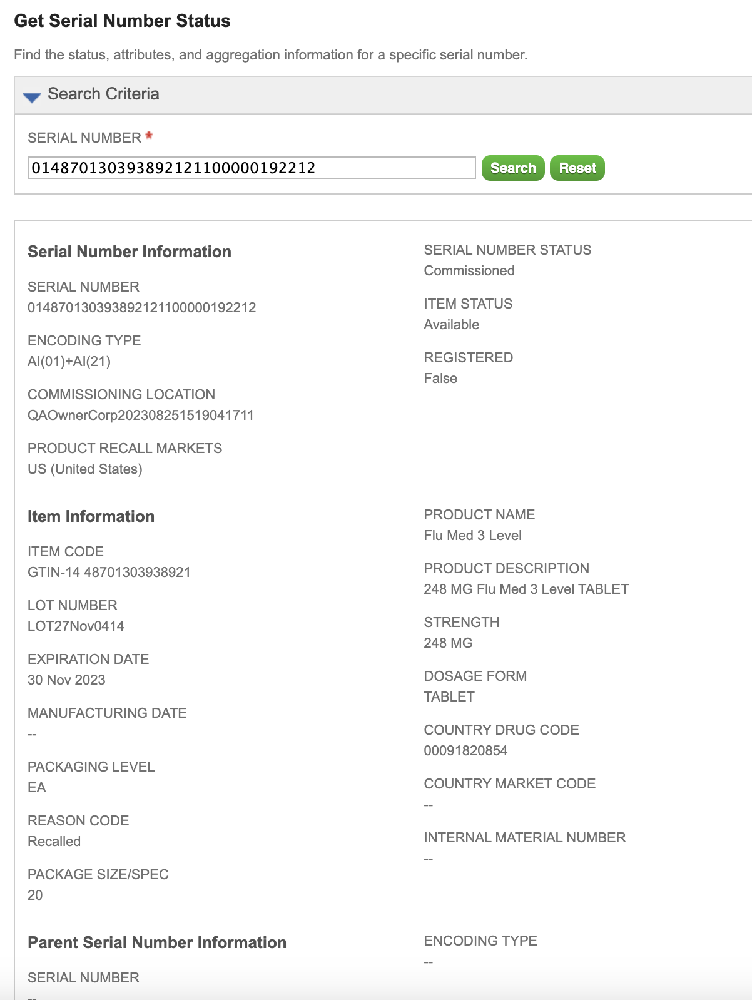 Get Serial Number Status
Find the status, attributes, and aggregation information for a specific serial number.
Search Criteria
SERIAL NUMBER *
014870130393892121100000192212
Search
Reset
Serial Number Information
SERIAL NUMBER
014870130393892121100000192212
ENCODING TYPE
AI(01)+AI(21)
COMMISSIONING LOCATION
QAOwnerCorp202308251519041711
PRODUCT RECALL MARKETS
US (United States)
SERIAL NUMBER STATUS
Commissioned
ITEM STATUS
Available
REGISTERED
False
Item Information
ITEM CODE
GTIN-14 48701303938921
LOT NUMBER
LOT27Nov0414
EXPIRATION DATE
30 Nov 2023
MANUFACTURING DATE
--
PACKAGING LEVEL
EA
REASON CODE
Recalled
PACKAGE SIZE/SPEC
20
PRODUCT NAME
Flu Med 3 Level
PRODUCT DESCRIPTION
248 MG Flu Med 3 Level TABLET
STRENGTH
248 MG
DOSAGE FORM
TABLET
COUNTRY DRUG CODE
00091820854
COUNTRY MARKET CODE
--
INTERNAL MATERIAL NUMBER
--
Parent Serial Number Information
SERIAL NUMBER
--
ENCODING TYPE
--